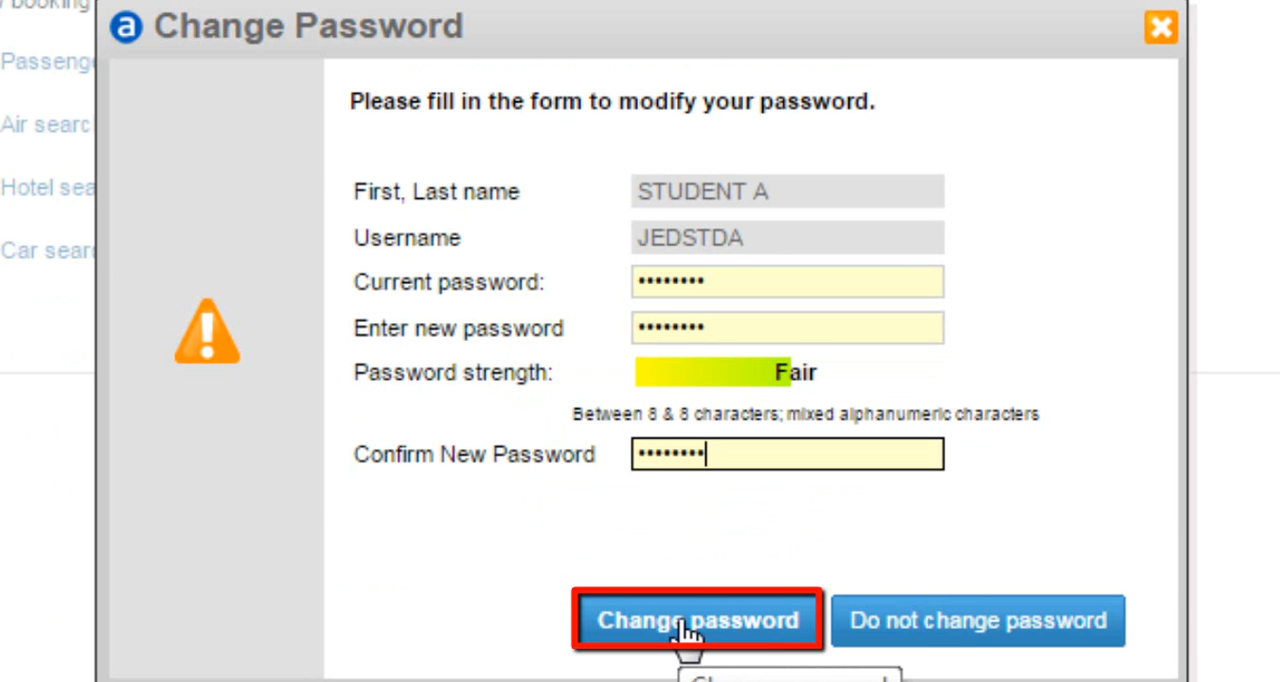 booking
a Change Password
Please fill in the form to modify your password.
Passeng
Air searc
Hotel sea
Car sear
First, Last name STUDENT A
Username JEDSTDA
Current password: ••••••••
Enter new password ••••••••
Password strength: Fair
Between 8 & 8 characters; mixed alphanumeric characters
Confirm New Password ••••••••
Change password Do not change password